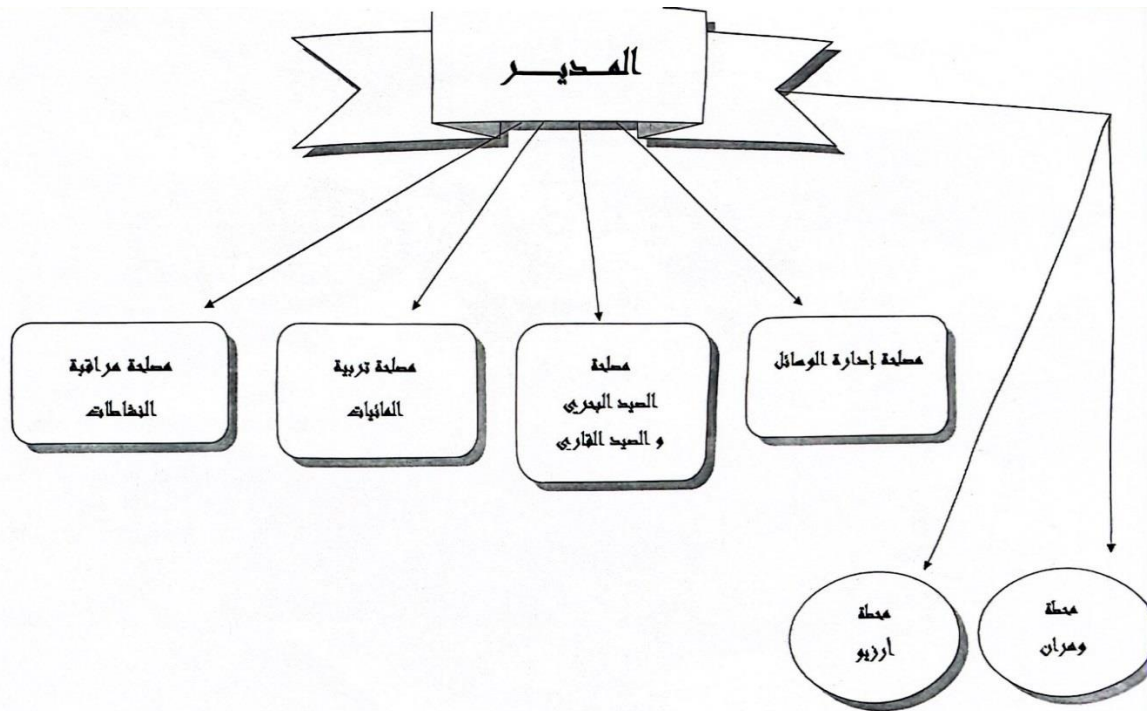 المديـــر
مصلحة إدارة الوسائل
مصلحة
الصيد البحري
و الصيد القاري
مصلحة تربية
المائيات
مصلحة مراقبة
النشاطات
محطة
وهران
محطة
أرزيو